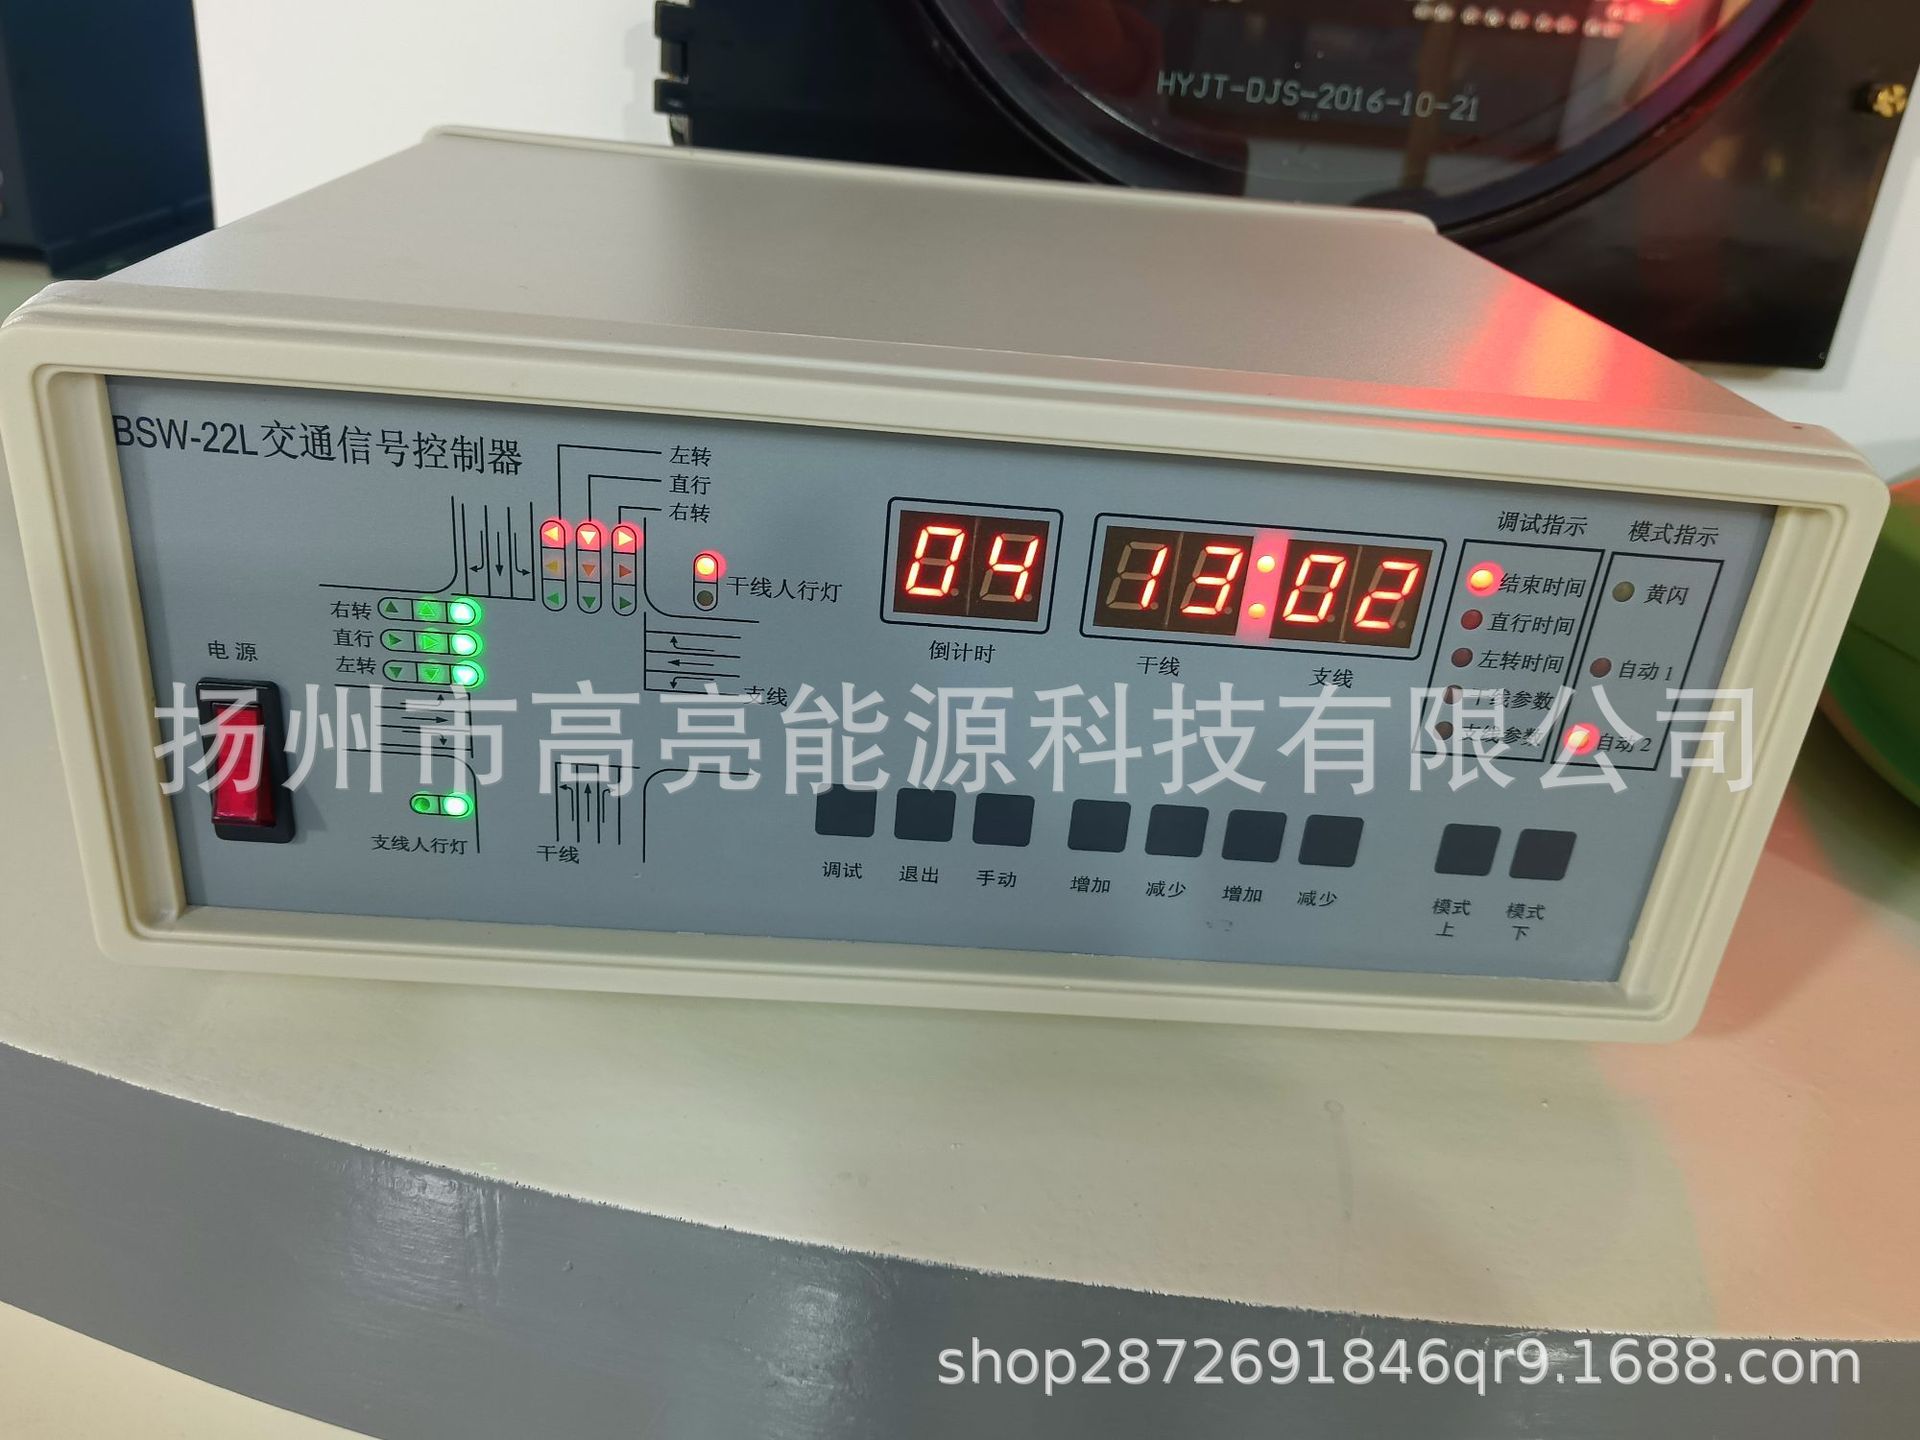 HYJT-DJS-2016-10-21
BSW-22L交通信号控制器
左转
直行
右转
干线人行灯
右转
直行
左转
支线
电源
支线人行灯
干线
04
倒计时
13:02
干线
支线
调试指示
结束时间
直行时间
左转时间
干线参数
支线参数
模式指示
黄闪
自动1
自动2
调试
退出
手动
增加
减少
增加
减少
模式
上
模式
下
扬州市高亮能源科技有限公司
shop2872691846qr9.1688.com